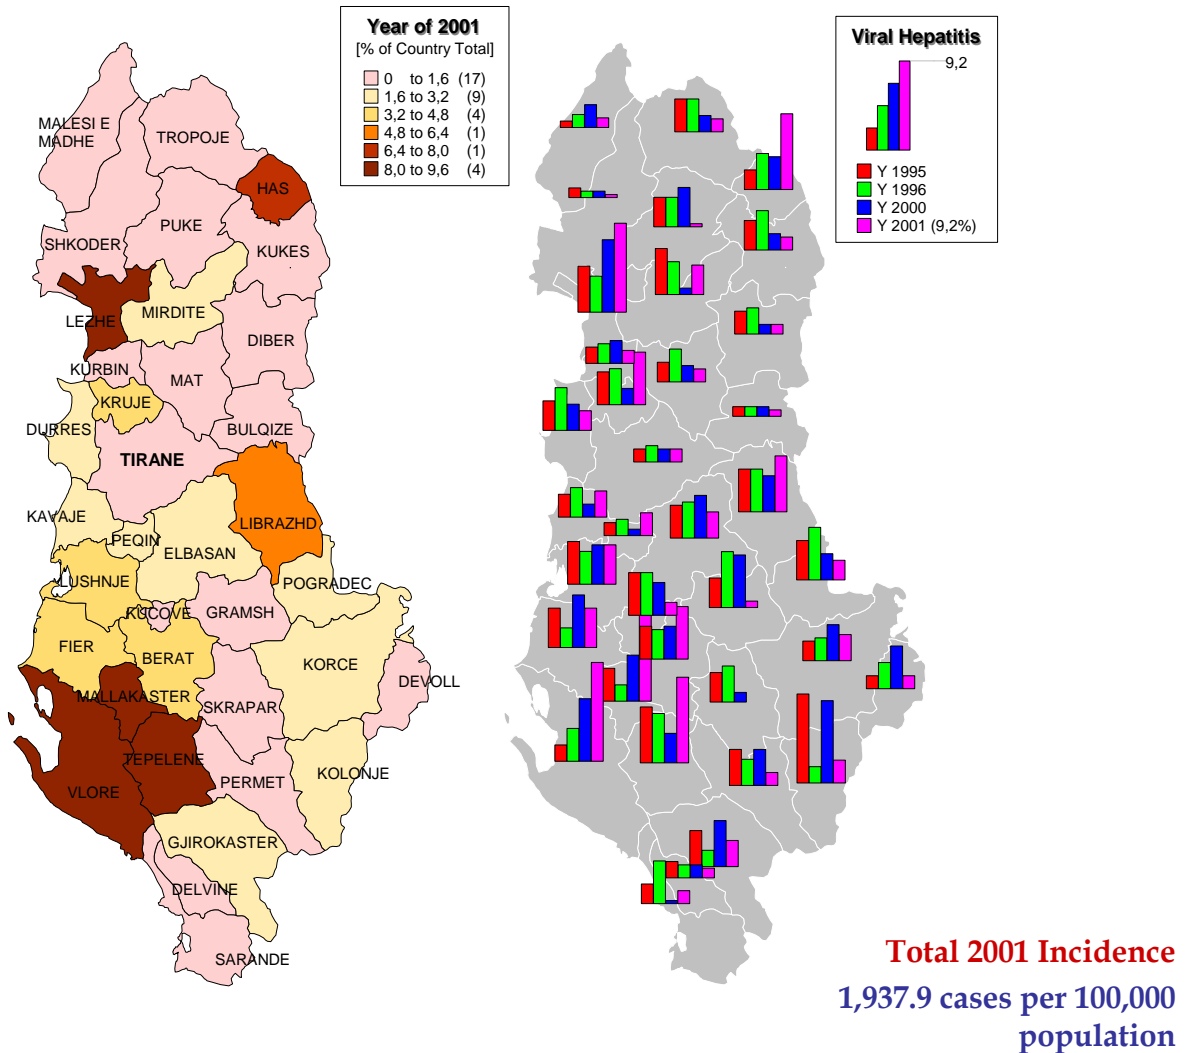 Year of 2001
[% of Country Total]
0 to 1,6 (17)
1,6 to 3,2 (9)
3,2 to 4,8 (4)
4,8 to 6,4 (1)
6,4 to 8,0 (1)
8,0 to 9,6 (4)
MALESI E
MADHE
TROPOJE
HAS
PUKE
SHKODER
KUKES
LEZHE
MIRDITE
DIBER
KURBIN
MAT
KRUJE
DURRES
BULQIZE
TIRANE
KAVAJE
LIBRAZHD
PEQIN
ELBASAN
LUSHNJE
POGRADEC
KUCOVE
GRAMSH
FIER
BERAT
KORCE
DEVOLL
MALLAKASTER
SKRAPAR
TEPELENE
KOLONJE
PERMET
VLORE
GJIROKASTER
DELVINE
SARANDE
Viral Hepatitis
9,2
Y 1995
Y 1996
Y 2000
Y 2001 (9,2%)
Total 2001 Incidence
1,937.9 cases per 100,000
population